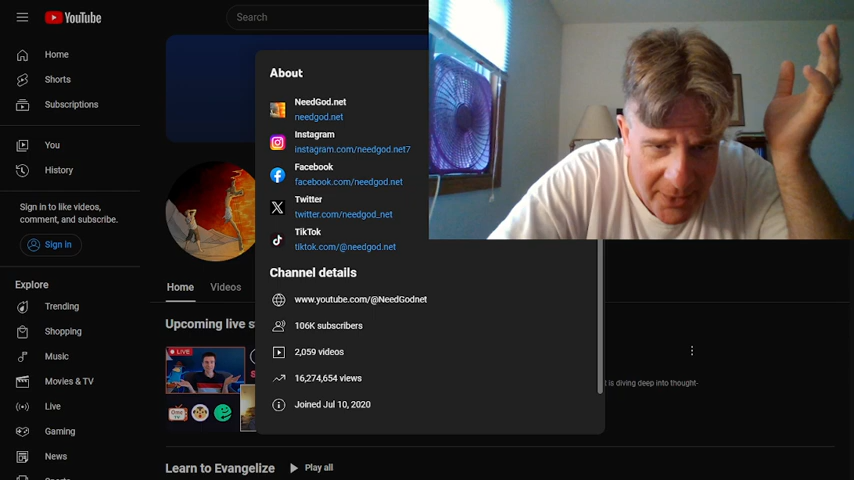 YouTube
Search
Home
Shorts
Subscriptions
You
History
Sign in to like videos,
comment, and subscribe.
Sign in
Explore
Trending
Shopping
Music
Movies & TV
Live
Gaming
News
About
NeedGod.net
needgod.net
Instagram
instagram.com/needgod.net7
Facebook
facebook.com/needgod.net
Twitter
twitter.com/needgod_net
TikTok
tiktok.com/@needgod.net
Channel details
www.youtube.com/@NeedGodnet
106K subscribers
2,059 videos
16,274,654 views
Joined Jul 10, 2020
Home
Videos
Upcoming live
LIVE
is diving deep into thought-
Learn to Evangelize
Play all